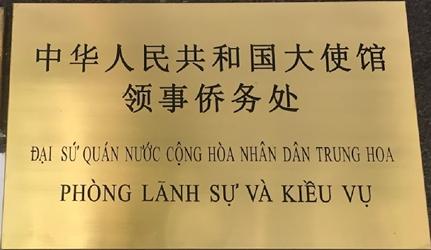 中华人民共和国大使馆
领事侨务处
ĐẠI SỨ QUÁN NƯỚC CỘNG HÒA NHÂN DÂN TRUNG HOA
PHÒNG LÃNH SỰ VÀ KIỀU VỤ